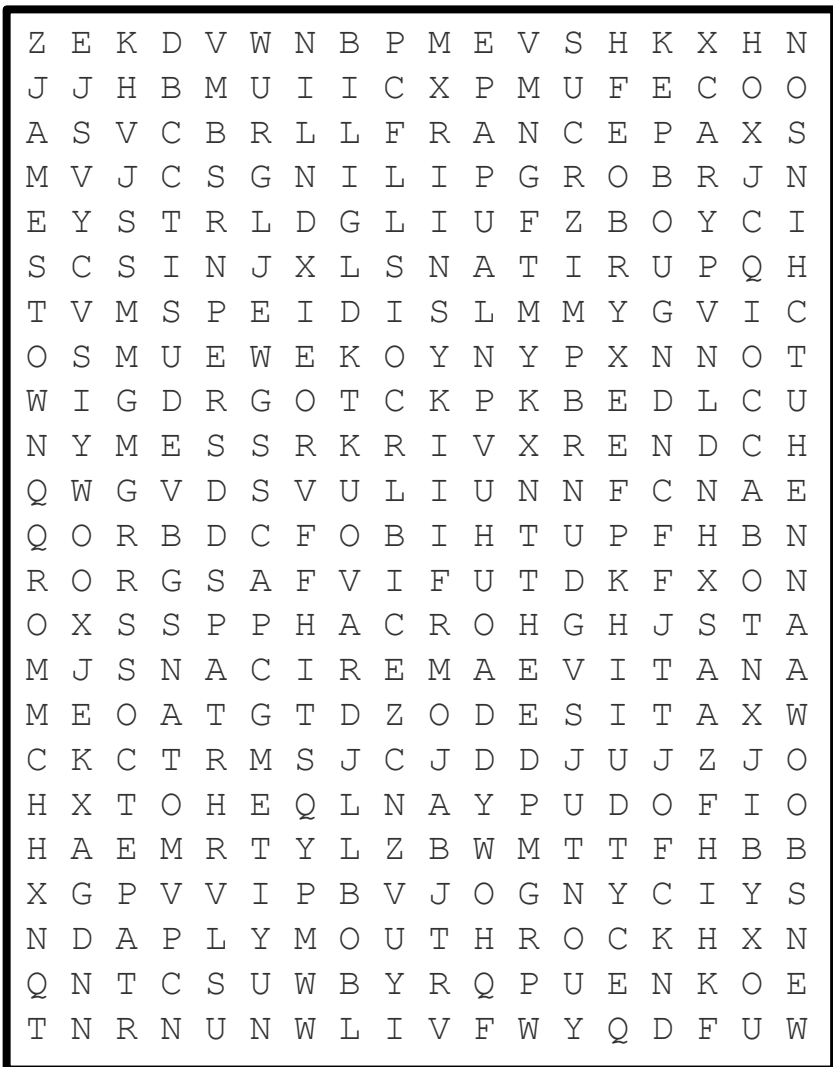 Z E K D V W N B P M E V S H K X H N
J J H B M U I I C X P M U F E C O O
A S V C B R L L F R A N C E P A X S
M V J C S G N I L I P G R O B R J N
E Y S T R L D G L I U F Z B O Y C I
S C S I N J X L S N A T I R U P Q H
T V M S P E I D I S L M M Y G V I C
O S M U E W E K O Y N Y P X N N O T
W I G D R G O T C K P K B E D L C U
N Y M E S S R K R I V X R E N D C H
Q W G V D S V U L I U N N F C N A E
Q O R B D C F O B I H T U P F H B N
R O R G S A F V I F U T D K F X O N
O X S S P P H A C R O H G H J S T A
M J S N A C I R E M A E V I T A N A
M E O A T G T D Z O D E S I T A X W
C K C T R M S J C J D D J U J Z J O
H X T O H E Q L N A Y P U D O F I O
H A E M R T Y L Z B W M T T F H B B
X G P V V I P B V J O G N Y C I Y S
N D A P L Y M O U T H R O C K H X N
Q N T C S U W B Y R Q P U E N K O E
T N R N U N W L I V F W Y Q D F U W